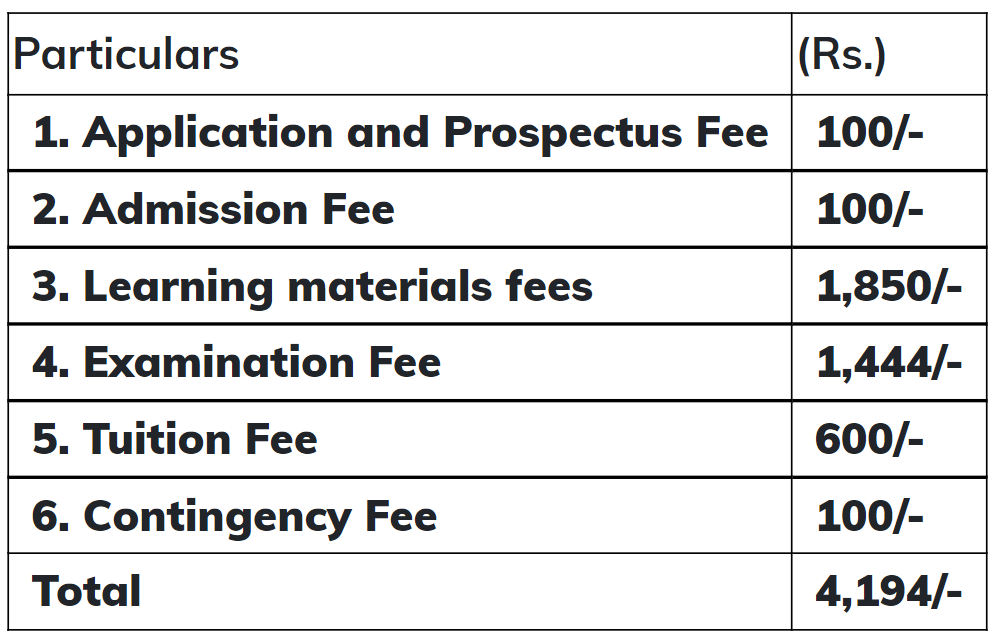 Particulars (Rs.)
1. Application and Prospectus Fee 100/-
2. Admission Fee 100/-
3. Learning materials fees 1,850/-
4. Examination Fee 1,444/-
5. Tuition Fee 600/-
6. Contingency Fee 100/-
Total 4,194/-